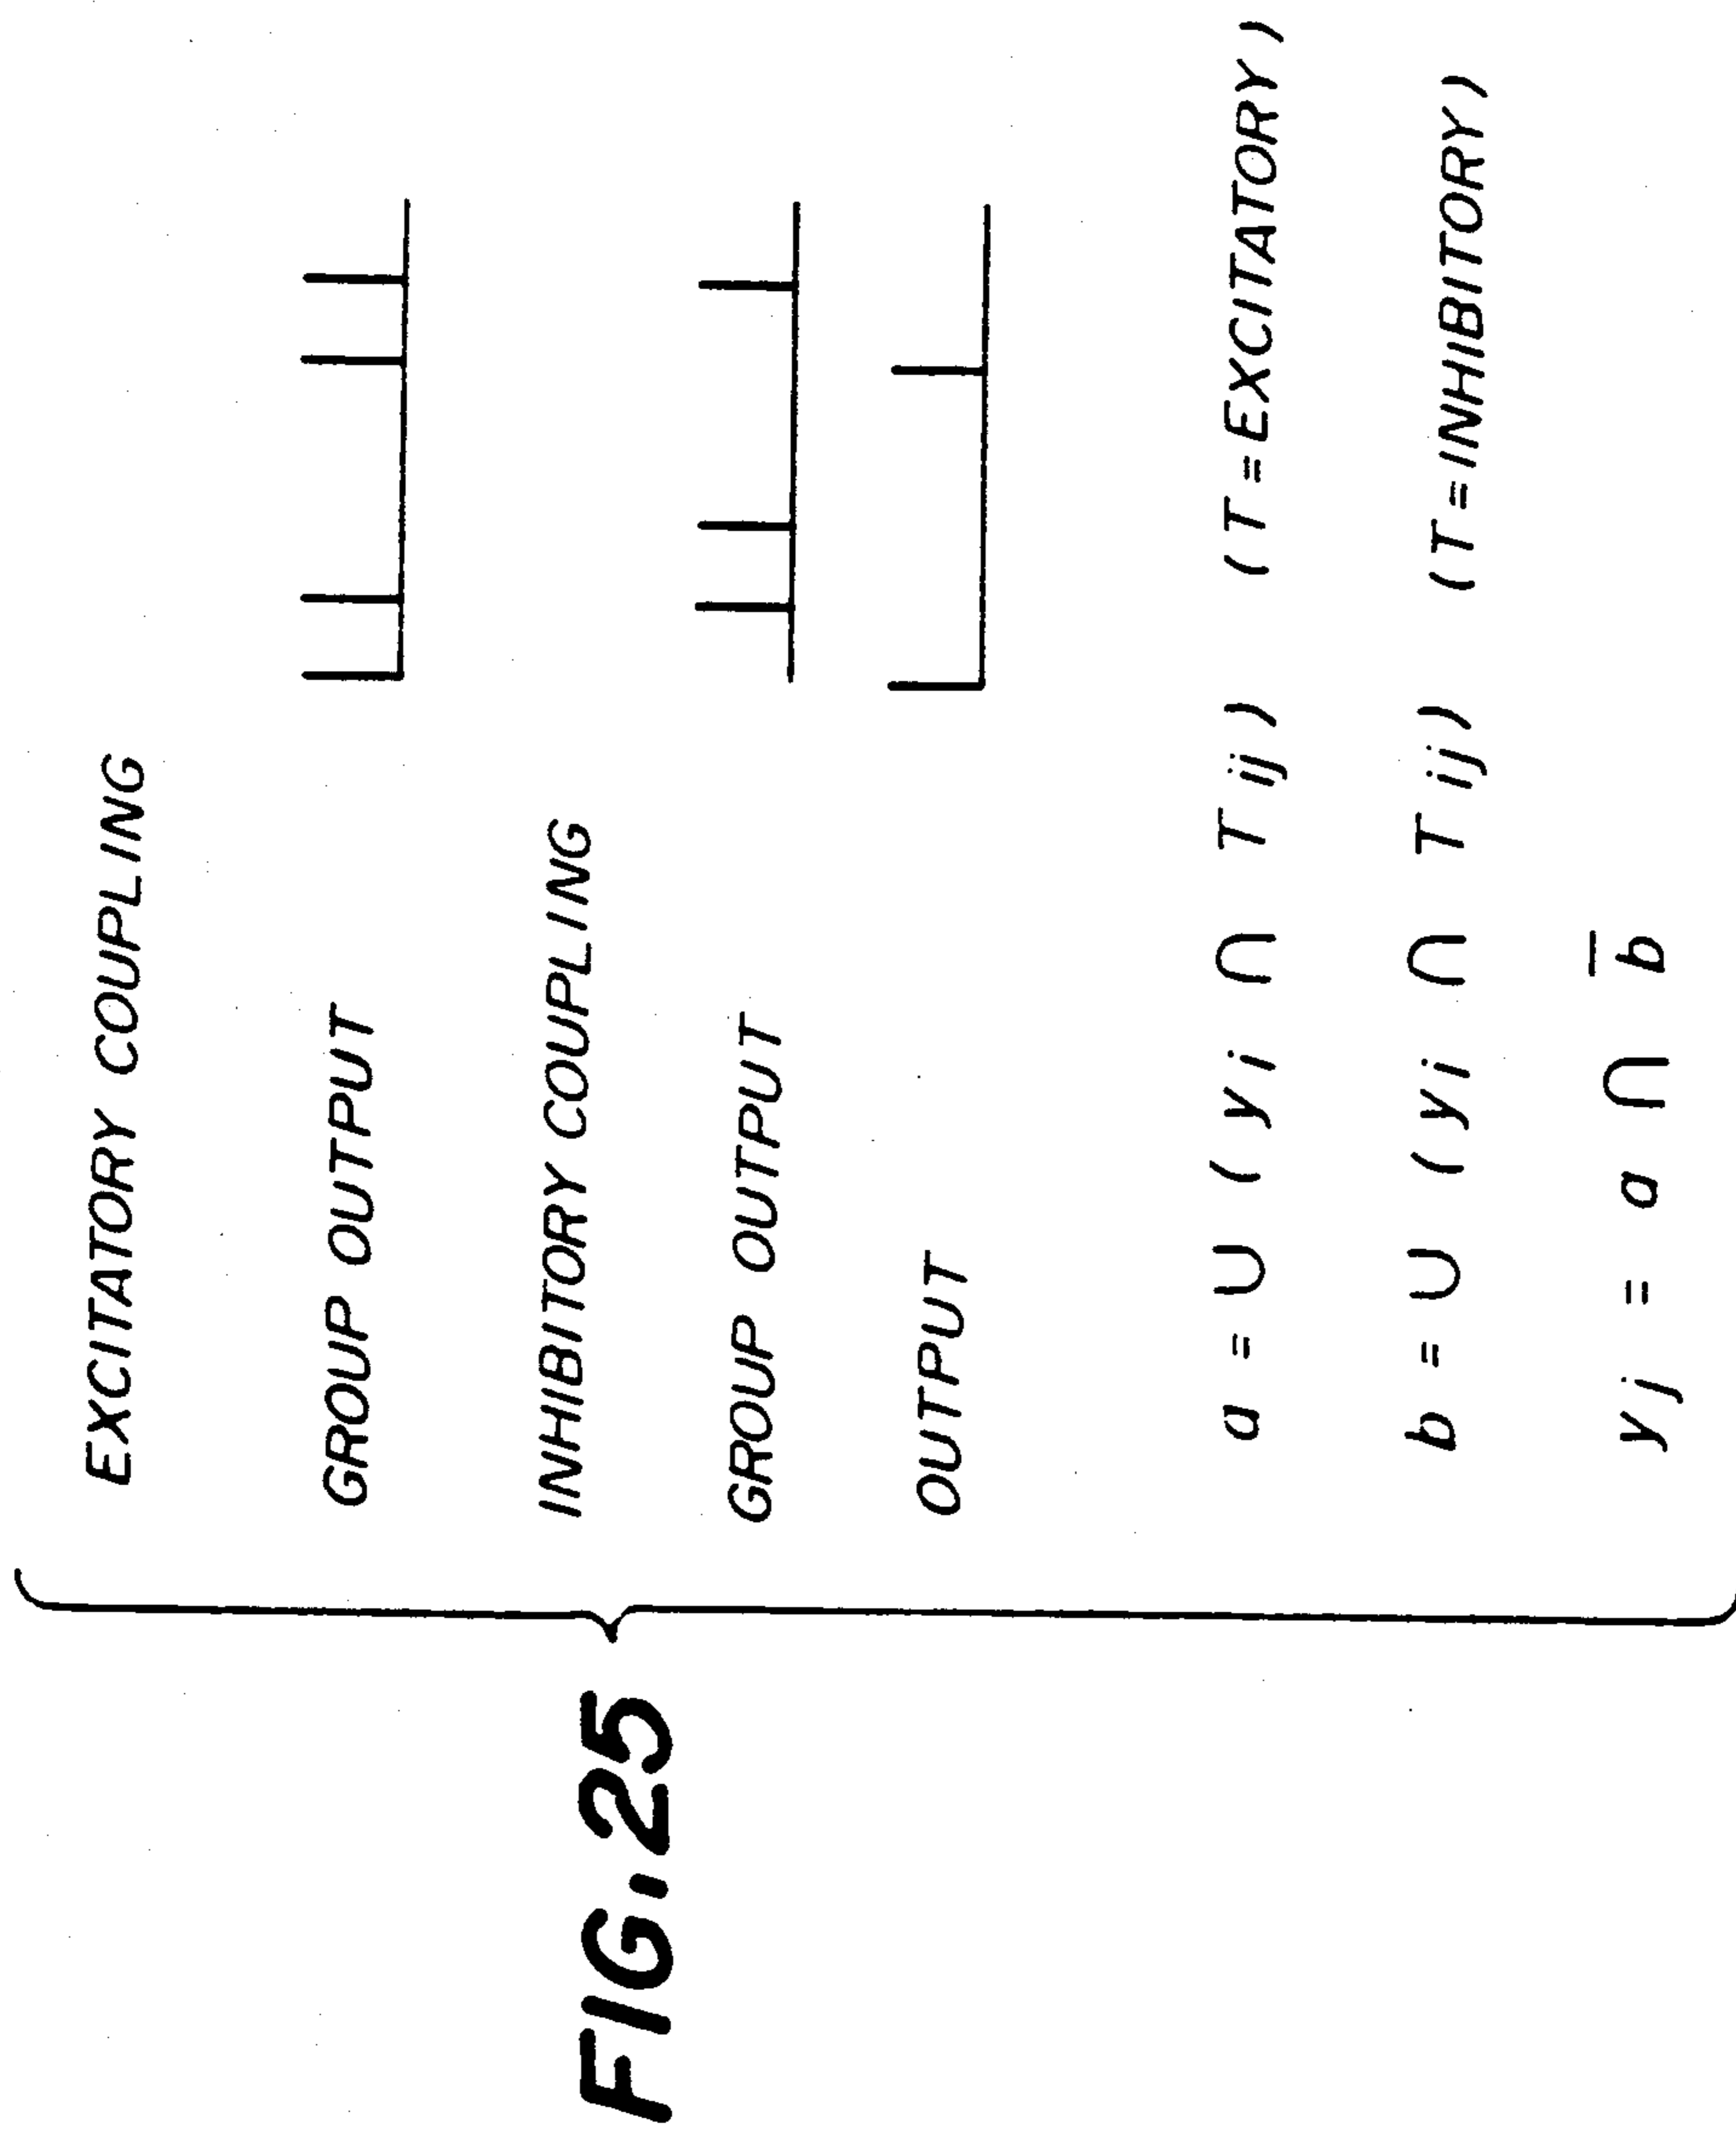 FIG. 25
EXCITATORY COUPLING
GROUP OUTPUT
INHIBITORY COUPLING
GROUP OUTPUT
OUTPUT
a = ∪ ( yi ∩ Tij ) ( T = EXCITATORY )
b = ∪ ( yi ∩ Tij ) ( T = INHIBITORY )
yj = a ∩ b̅